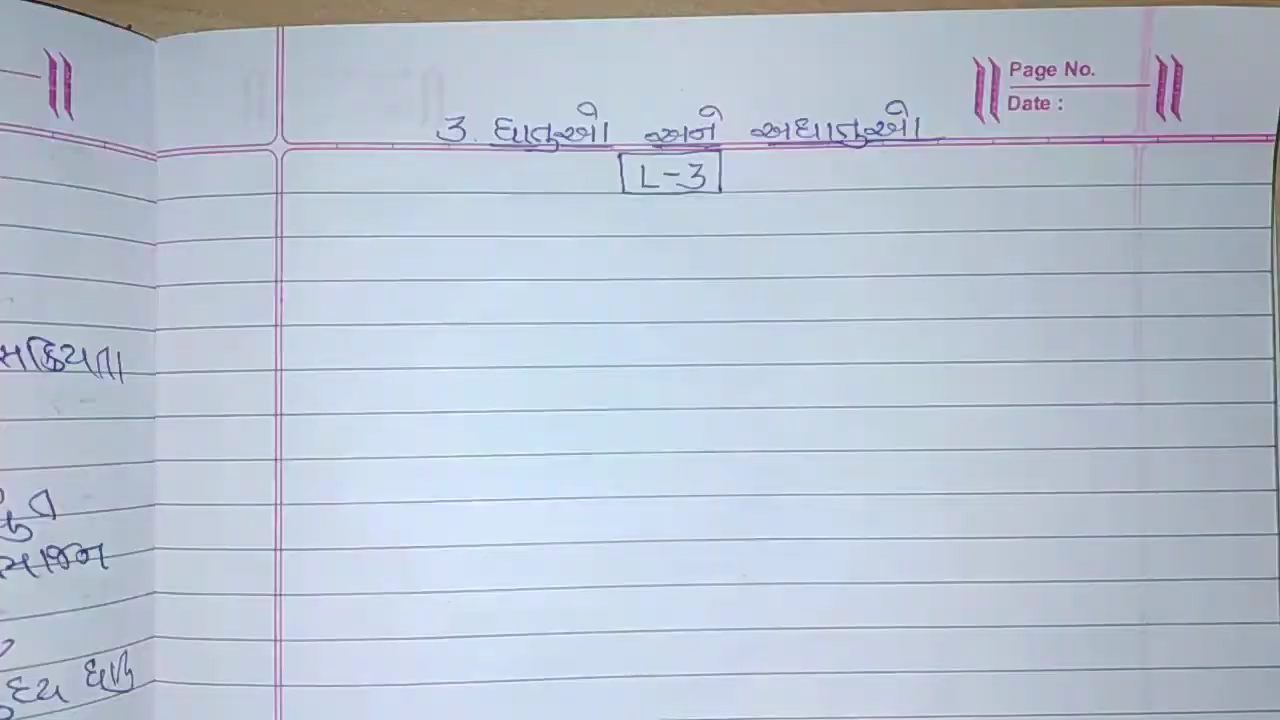 Page No.
Date :
3. ધાતુઓ અને અધાતુઓ
L-3
સક્રિયતા